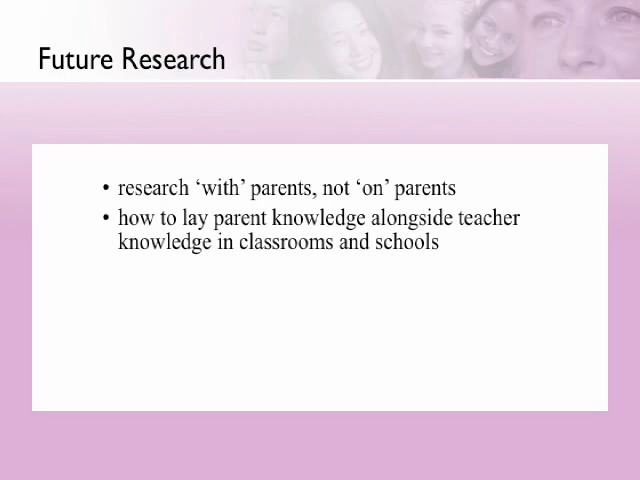 Future Research
• research ‘with’ parents, not ‘on’ parents
• how to lay parent knowledge alongside teacher
knowledge in classrooms and schools